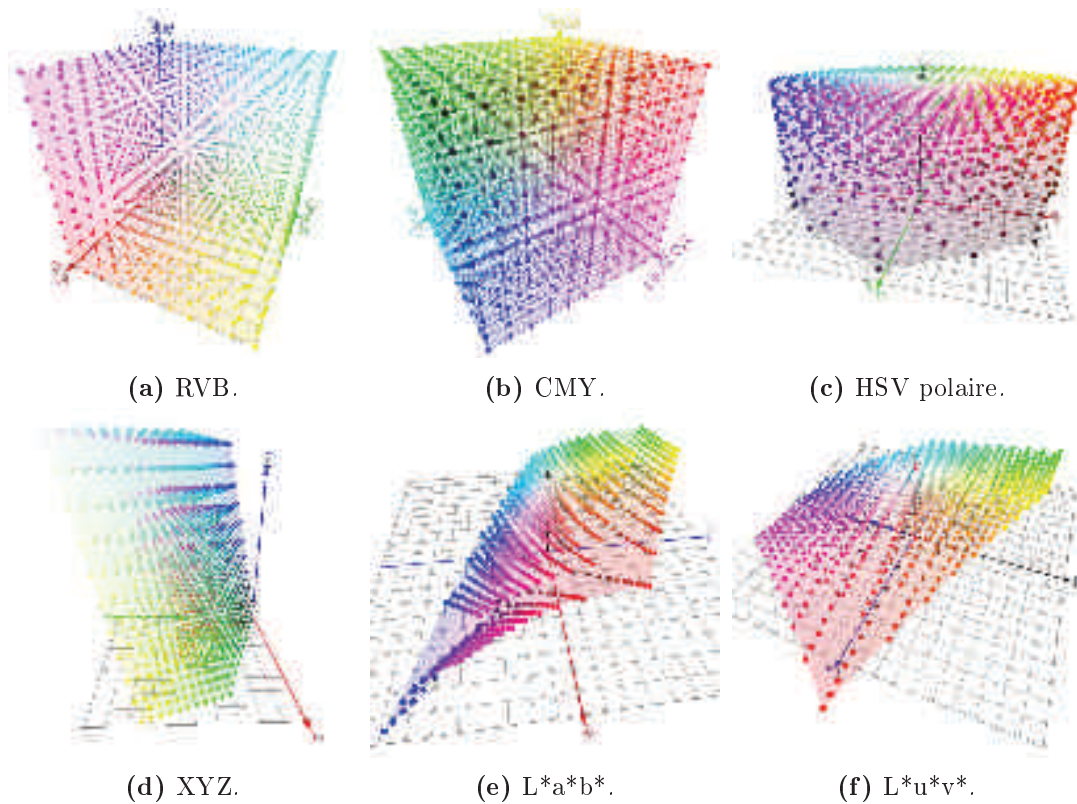 (a) RVB.
(b) CMY.
(c) HSV polaire.
(d) XYZ.
(e) L*a*b*.
(f) L*u*v*.